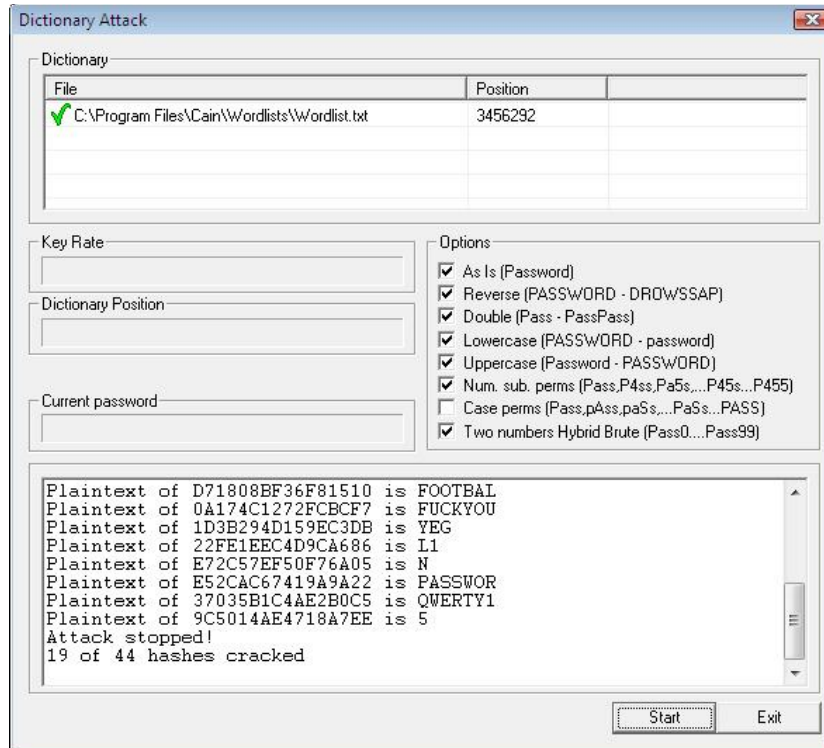 Dictionary Attack
Dictionary
File Position
C:\Program Files\Cain\Wordlists\Wordlist.txt 3456292
Key Rate
Dictionary Position
Current password
Options
As Is (Password)
Reverse (PASSWORD - DROWSSAP)
Double (Pass - PassPass)
Lowercase (PASSWORD - password)
Uppercase (Password - PASSWORD)
Num. sub. perms (Pass,P4ss,Pa5s,...P45s...P455)
Case perms (Pass,pAss,paSs,...PaSs...PASS)
Two numbers Hybrid Brute (Pass0....Pass99)
Plaintext of D71808BF36F81510 is FOOTBAL
Plaintext of 0A174C1272FCBCF7 is FUCKYOU
Plaintext of 1D3B294D159EC3DB is YEG
Plaintext of 22FE1EEC4D9CA686 is L1
Plaintext of E72C57EF50F76A05 is N
Plaintext of E52CAC67419A9A22 is PASSWOR
Plaintext of 37035B1C4AE2B0C5 is QWERTY1
Plaintext of 9C5014AE4718A7EE is 5
Attack stopped!
19 of 44 hashes cracked
Start Exit